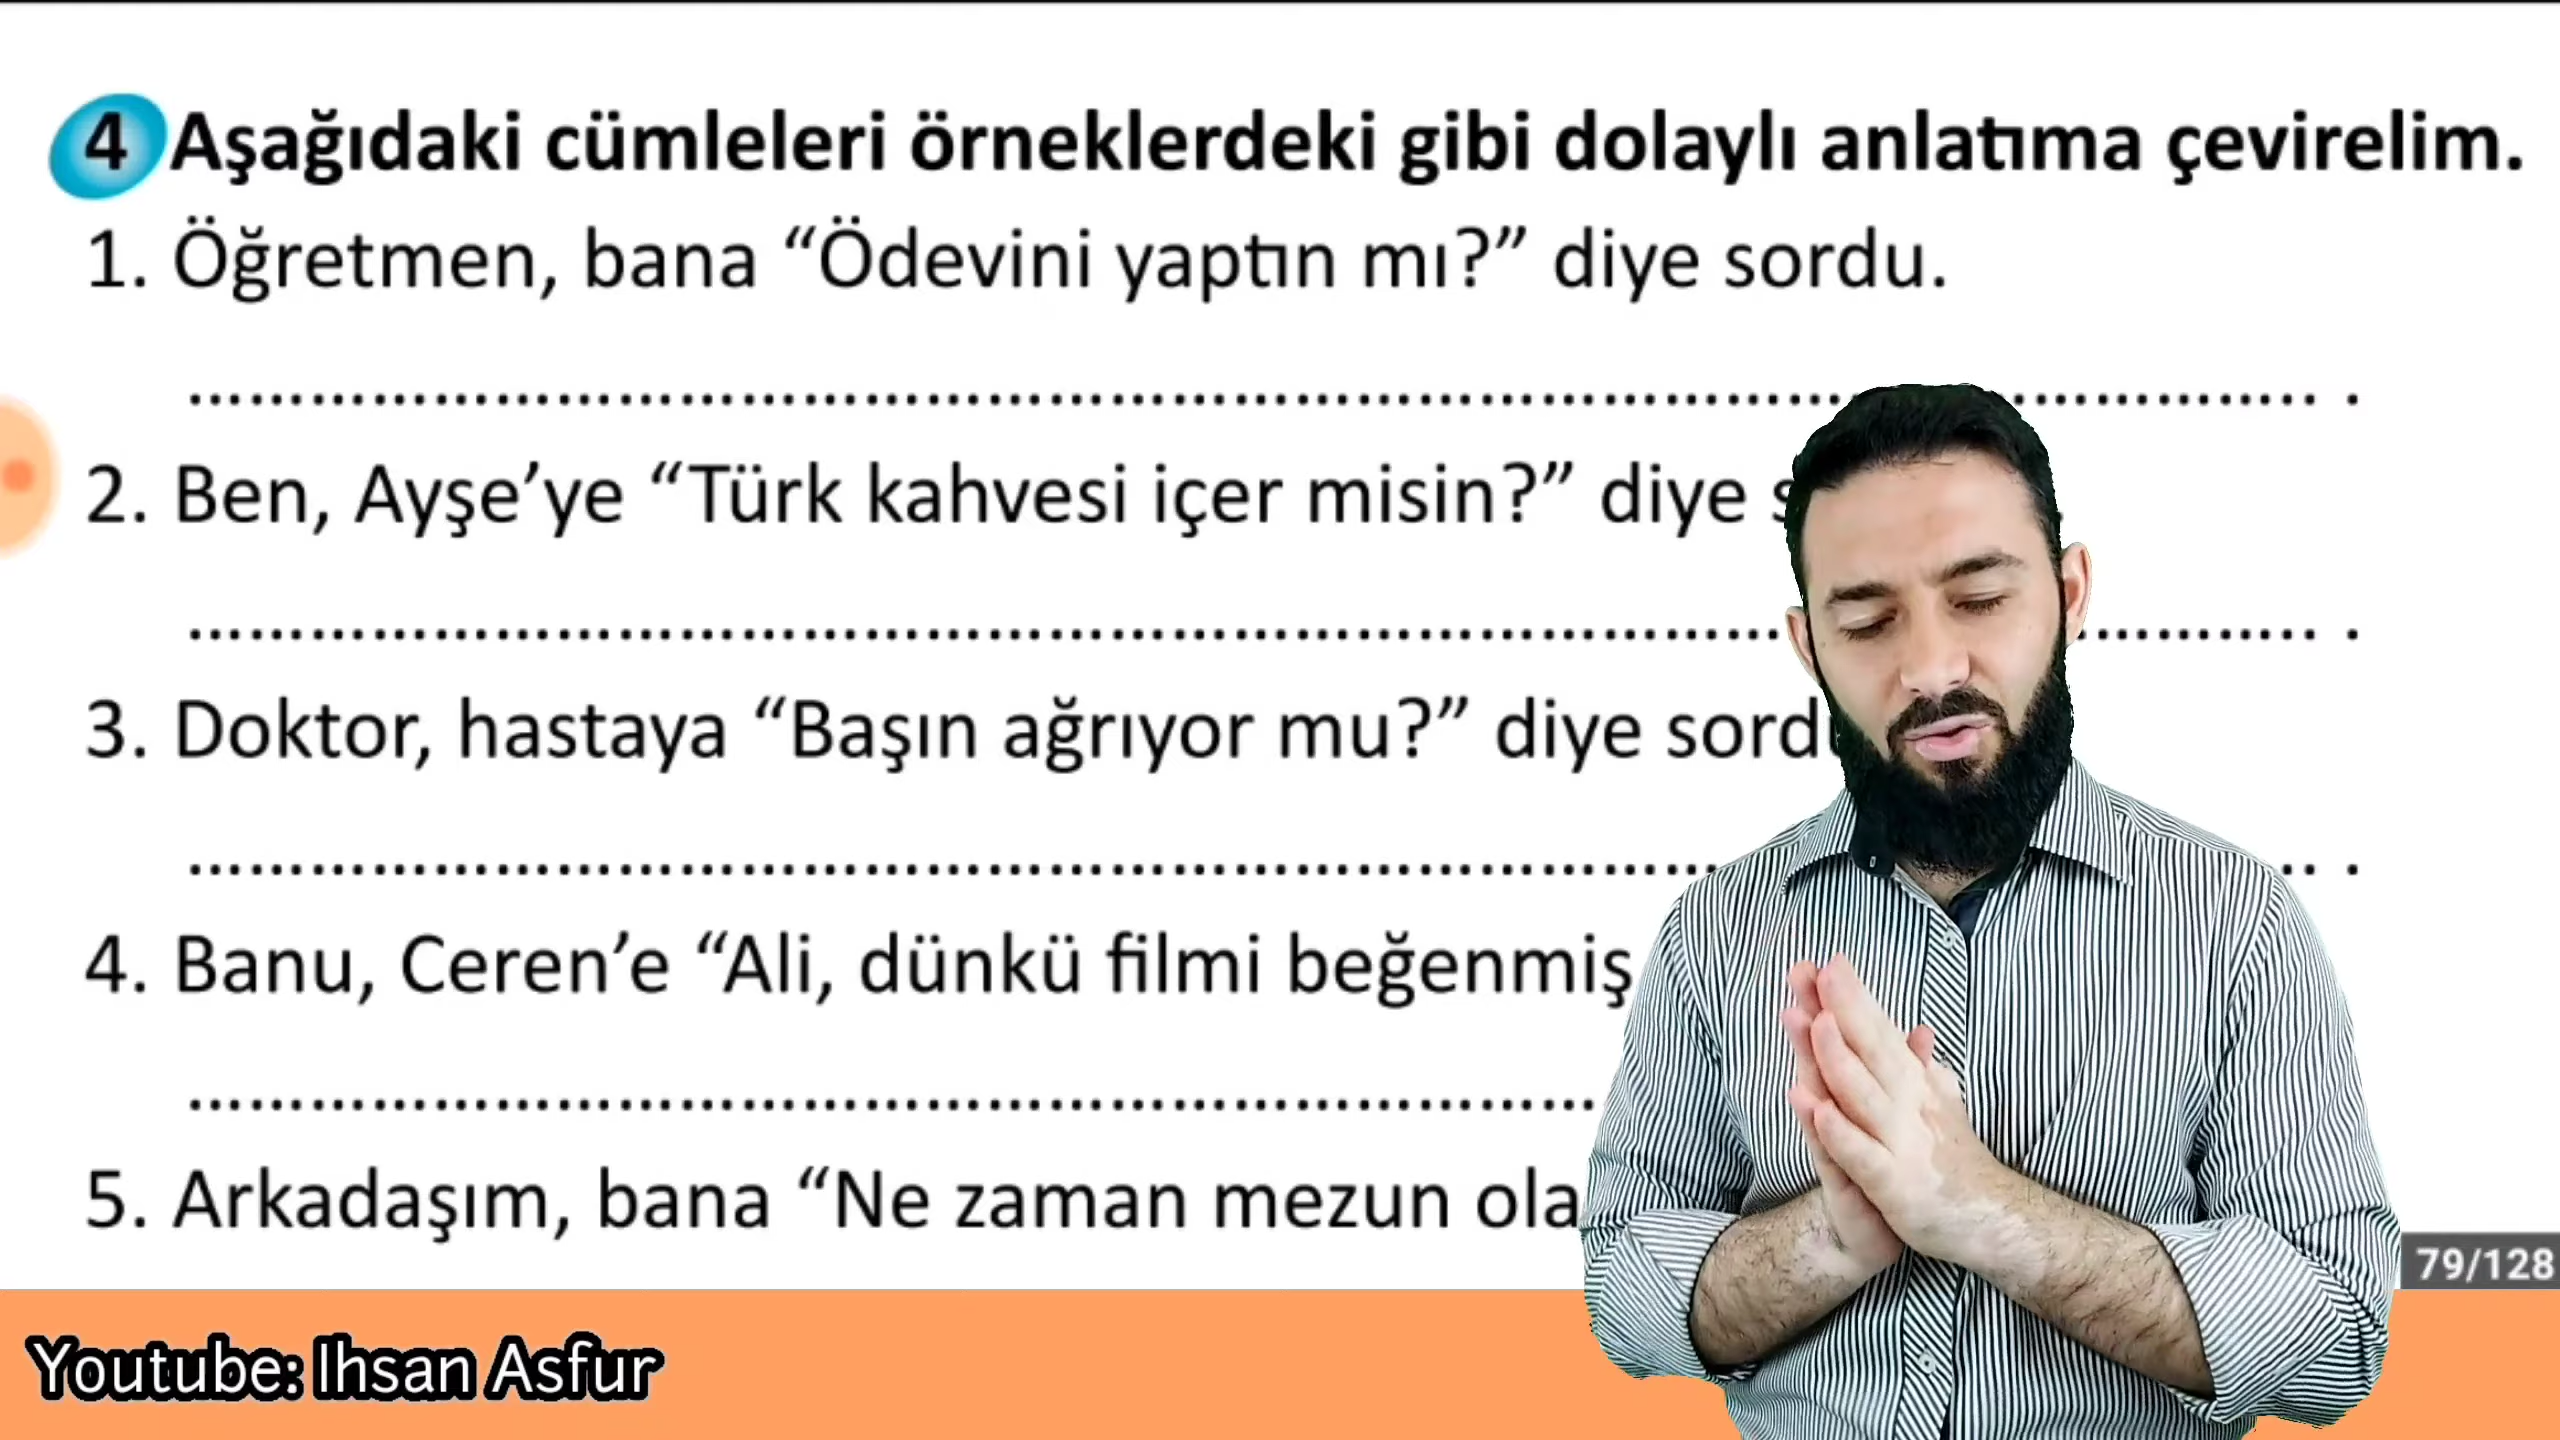 4 Aşağıdaki cümleleri örneklerdeki gibi dolaylı anlatıma çevirelim.
1. Öğretmen, bana “Ödevini yaptın mı?” diye sordu.
2. Ben, Ayşe’ye “Türk kahvesi içer misin?” diye
3. Doktor, hastaya “Başın ağrıyor mu?” diye sordu
4. Banu, Ceren’e “Ali, dünkü filmi beğenmiş
5. Arkadaşım, bana “Ne zaman mezun
79/128
Youtube: Ihsan Asfur